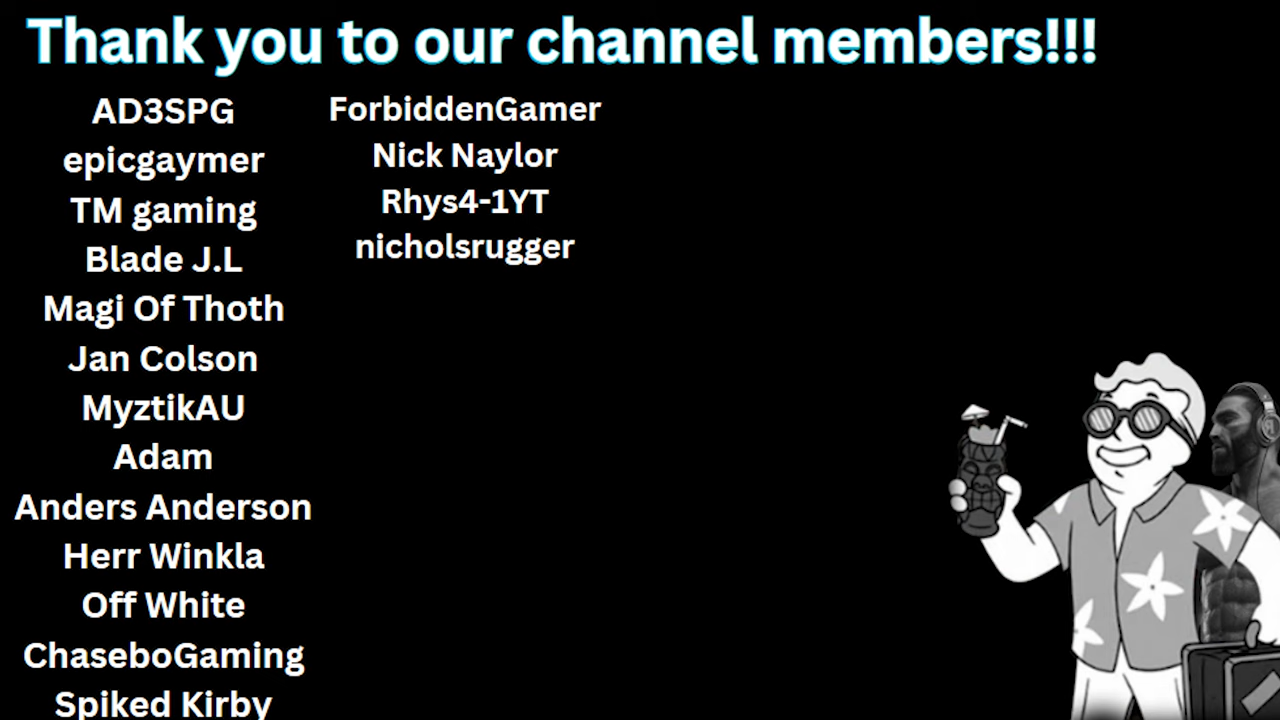 Thank you to our channel members!!!
AD3SPG
epicgaymer
TM gaming
Blade J.L
Magi Of Thoth
Jan Colson
MyztikAU
Adam
Anders Anderson
Herr Winkla
Off White
ChaseboGaming
Spiked Kirby
ForbiddenGamer
Nick Naylor
Rhys4-1YT
nicholsrugger